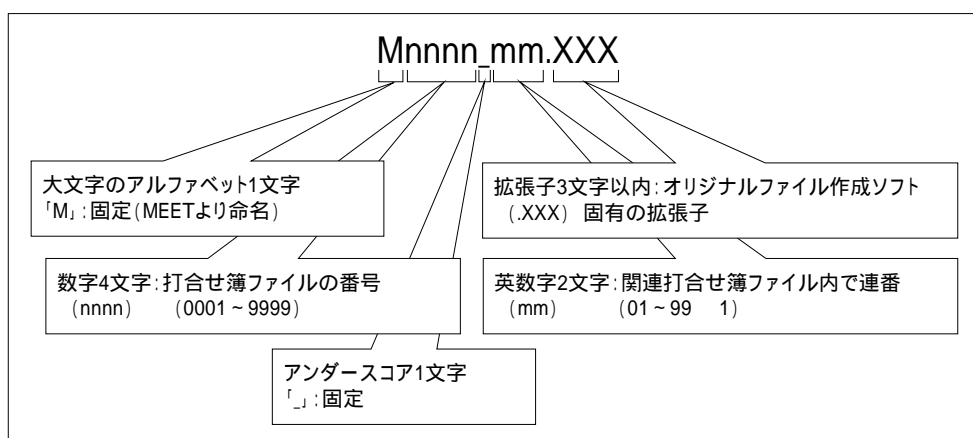 Mnnnn_mm.XXX
大文字のアルファベット1文字
「M」:固定(MEETより命名)
拡張子3文字以内:オリジナルファイル作成ソフト
(.XXX) 固有の拡張子
数字4文字:打合せ簿ファイルの番号
(nnnn) (0001~9999)
英数字2文字:関連打合せ簿ファイル内で連番
(mm) (01~99 1)
アンダースコア1文字
「_」:固定